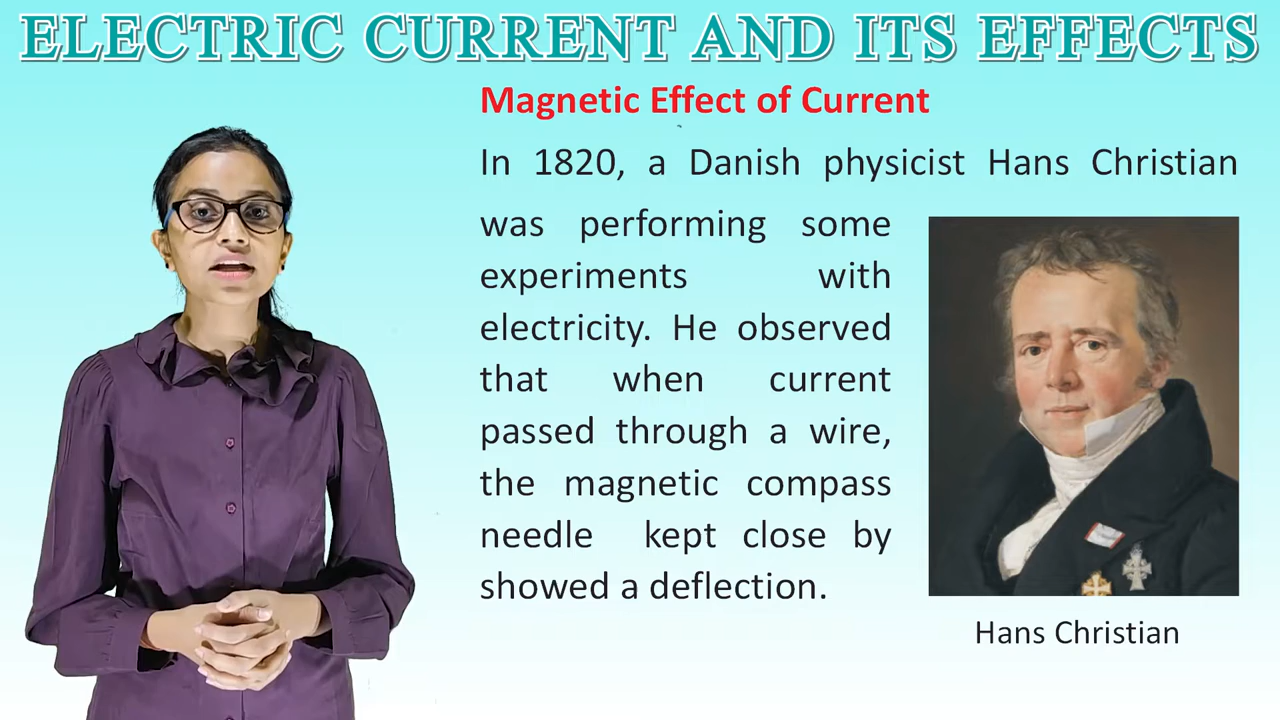 ELECTRIC CURRENT AND ITS EFFECTS
Magnetic Effect of Current
In 1820, a Danish physicist Hans Christian
was performing some
experiments with
electricity. He observed
that when current
passed through a wire,
the magnetic compass
needle kept close by
showed a deflection.
Hans Christian